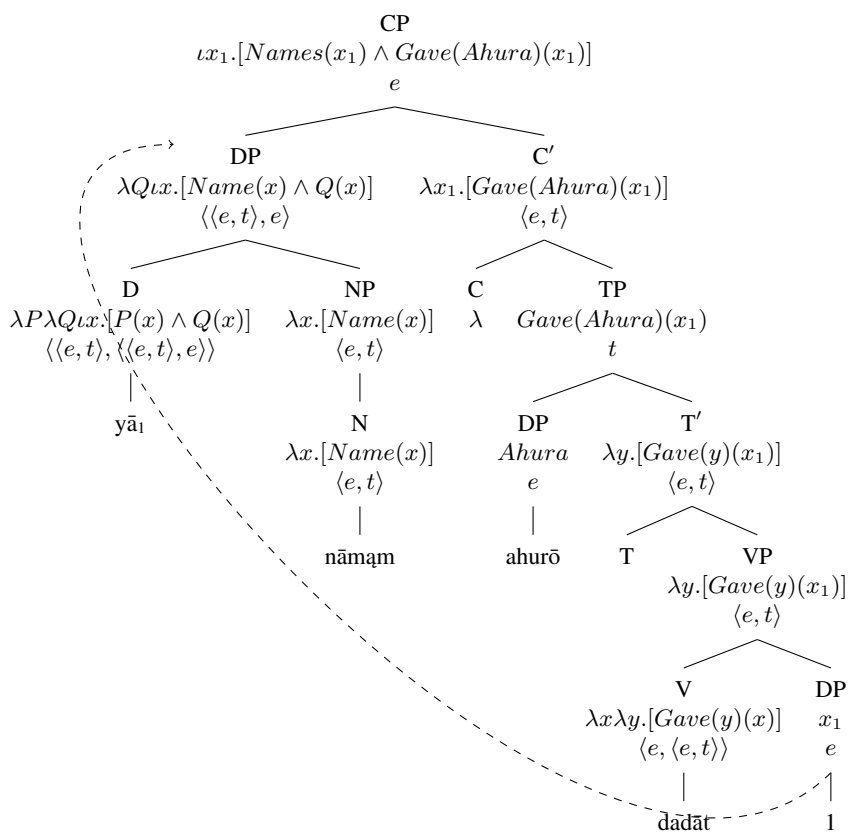 CP
ιx₁.[Names(x₁) ∧ Gave(Ahura)(x₁)]
e
DP C′
λQιx.[Name(x) ∧ Q(x)] λx₁.[Gave(Ahura)(x₁)]
⟨⟨e, t⟩, e⟩ ⟨e, t⟩
D NP C TP
λPλQιx.[P(x) ∧ Q(x)] λx.[Name(x)] λ Gave(Ahura)(x₁)
⟨⟨e, t⟩, ⟨⟨e, t⟩, e⟩⟩ ⟨e, t⟩ t
yā₁ N DP T′
λx.[Name(x)] Ahura λy.[Gave(y)(x₁)]
⟨e, t⟩ e ⟨e, t⟩
nāmąm ahurō T VP
λy.[Gave(y)(x₁)]
⟨e, t⟩
V DP
λxλy.[Gave(y)(x)] x₁
⟨e, ⟨e, t⟩⟩ e
dadāt 1